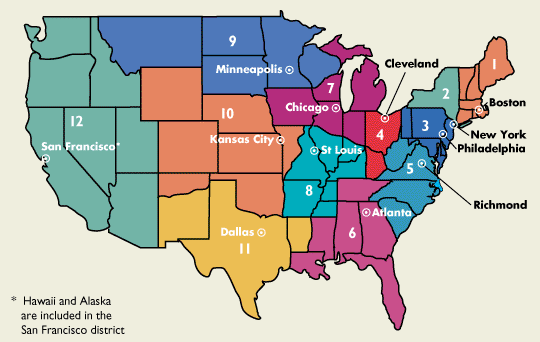 9
Minneapolis
Cleveland
1
2
7
Chicago
Boston
10
12
4
3
New York
Kansas City
Philadelphia
San Francisco*
St Louis
5
8
Richmond
Atlanta
6
Dallas
11
* Hawaii and Alaska
are included in the
San Francisco district